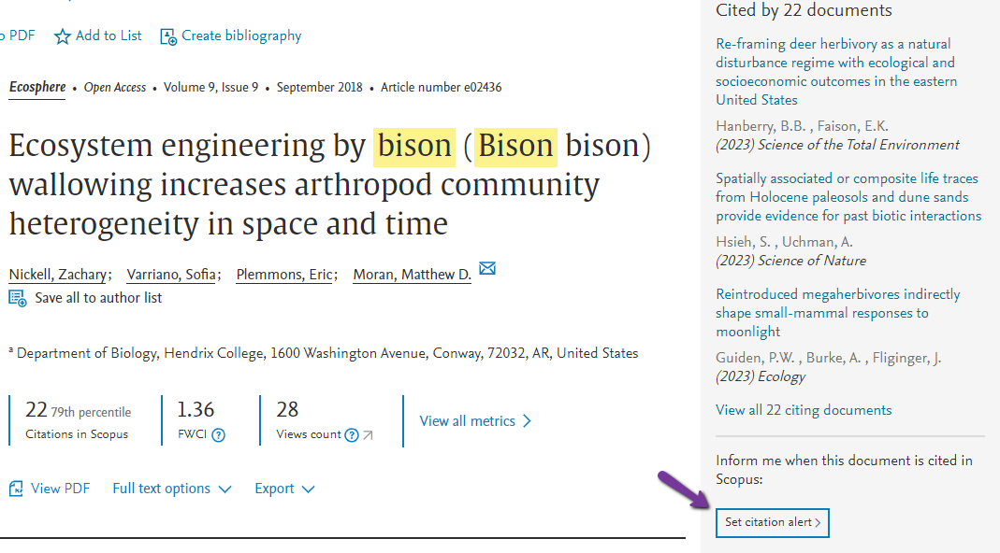 PDF Add to List Create bibliography
Ecosphere • Open Access • Volume 9, Issue 9 • September 2018 • Article number e02436
Ecosystem engineering by bison (Bison bison)
wallowing increases arthropod community
heterogeneity in space and time
Nickell, Zachary; Varriano, Sofia; Plemmons, Eric; Moran, Matthew D.
Save all to author list
ª Department of Biology, Hendrix College, 1600 Washington Avenue, Conway, 72032, AR, United States
22 79th percentile
Citations in Scopus
1.36
FWCI ?
28
Views count ?
View all metrics >
View PDF Full text options Export
Cited by 22 documents
Re-framing deer herbivory as a natural
disturbance regime with ecological and
socioeconomic outcomes in the eastern
United States
Hanberry, B.B. , Faison, E.K.
(2023) Science of the Total Environment
Spatially associated or composite life traces
from Holocene paleosols and dune sands
provide evidence for past biotic interactions
Hsieh, S. , Uchman, A.
(2023) Science of Nature
Reintroduced megaherbivores indirectly
shape small-mammal responses to
moonlight
Guiden, P.W. , Burke, A. , Fliginger, J.
(2023) Ecology
View all 22 citing documents
Inform me when this document is cited in
Scopus:
Set citation alert >